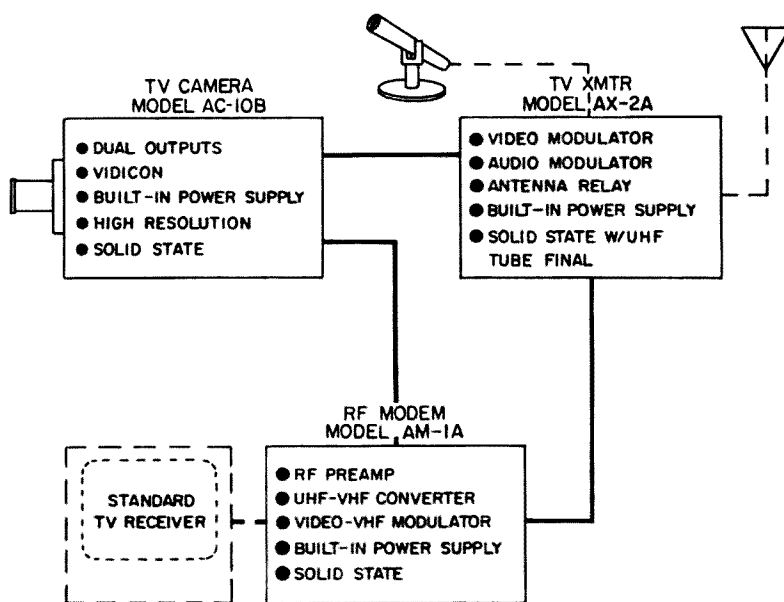 TV CAMERA
MODEL AC-10B
● DUAL OUTPUTS
● VIDICON
● BUILT-IN POWER SUPPLY
● HIGH RESOLUTION
● SOLID STATE
TV XMTR
MODEL AX-2A
● VIDEO MODULATOR
● AUDIO MODULATOR
● ANTENNA RELAY
● BUILT-IN POWER SUPPLY
● SOLID STATE W/UHF
TUBE FINAL
RF MODEM
MODEL AM-1A
● RF PREAMP
● UHF-VHF CONVERTER
● VIDEO-VHF MODULATOR
● BUILT-IN POWER SUPPLY
● SOLID STATE
STANDARD
TV RECEIVER